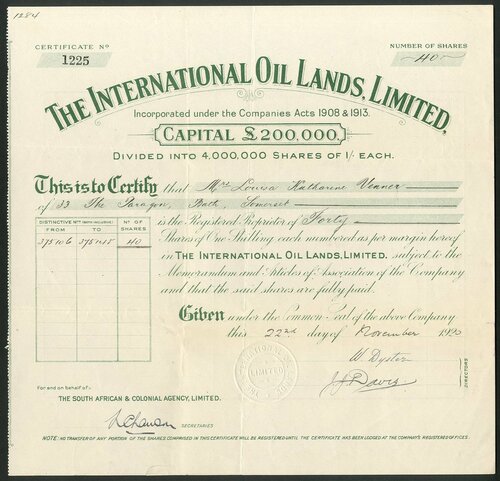 1284
CERTIFICATE Nº
1225
NUMBER OF SHARES
40
THE INTERNATIONAL OIL LANDS, LIMITED,
Incorporated under the Companies Acts 1908 & 1913.
CAPITAL £200,000,
DIVIDED INTO 4,000,000 SHARES OF 1/- EACH.
This is to Certify that Mrs Louisa Katharine Venner
of 33 The Paragon, Bath, Somerset
is the Registered Proprietor of Forty
DISTINCTIVE Nos (BOTH INCLUSIVE)
FROM TO
Nº OF SHARES
40
Shares of One Shilling each numbered as per margin hereof
in THE INTERNATIONAL OIL LANDS, LIMITED. subject to the
Memorandum and Articles of Association of the Company
and that the said shares are fully paid.
Given under the Common Seal of the above Company
this 22nd day of November 1920
DIRECTORS
For and on behalf of:
THE SOUTH AFRICAN & COLONIAL AGENCY, LIMITED.
SECRETARIES
NOTE: NO TRANSFER OF ANY PORTION OF THE SHARES COMPRISED IN THIS CERTIFICATE WILL BE REGISTERED UNTIL THE CERTIFICATE HAS BEEN LODGED AT THE COMPANY'S REGISTERED OFFICES.